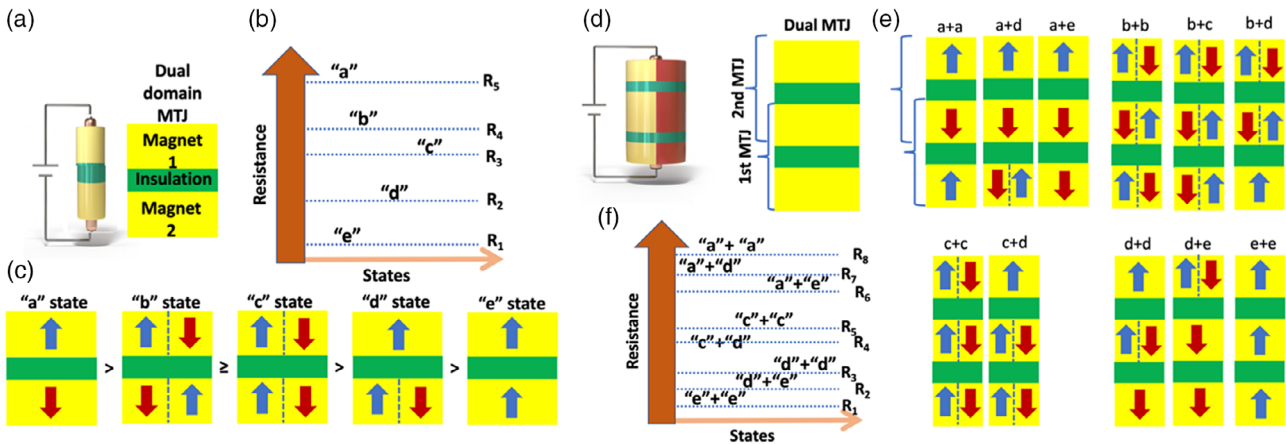 (a)
Dual
domain
MTJ
Magnet
1
Insulation
Magnet
2
(b)
Resistance
"a"
R5
"b"
R4
"c"
R3
"d"
R2
"e"
R1
States
(c)
"a" state
"b" state
"c" state
"d" state
"e" state
>
≥
>
>
(d)
Dual MTJ
2nd MTJ
1st MTJ
(e)
a+a
a+d
a+e
b+b
b+c
b+d
c+c
c+d
d+d
d+e
e+e
(f)
Resistance
"a"+ "a"
R8
"a"+"d"
R7
"a"+"e"
R6
"c"+"c"
R5
"c"+"d"
R4
"d"+"d"
R3
"d"+"e"
R2
"e"+"e"
R1
States